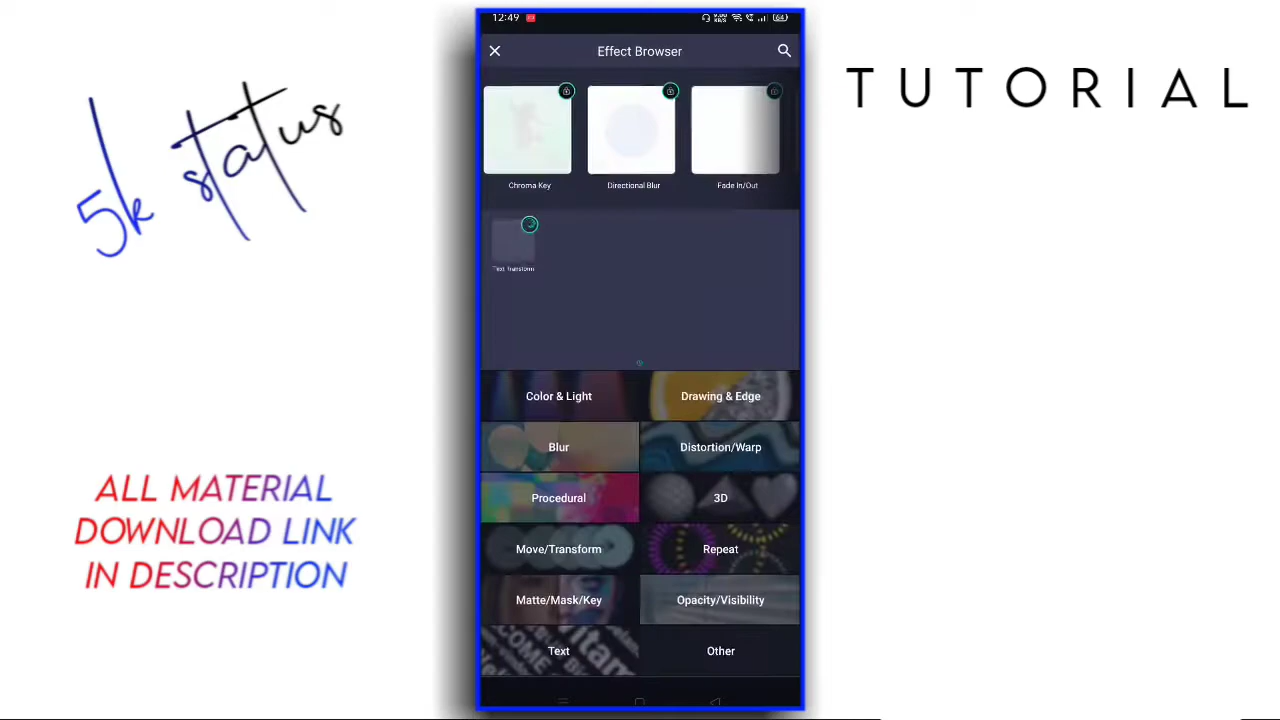 12:49
Effect Browser
TUTORIAL
5k status
Chroma Key
Directional Blur
Fade In/Out
Text Transform
Color & Light
Drawing & Edge
Blur
Distortion/Warp
Procedural
3D
Move/Transform
Repeat
Matte/Mask/Key
Opacity/Visibility
Text
Other
ALL MATERIAL
DOWNLOAD LINK
IN DESCRIPTION